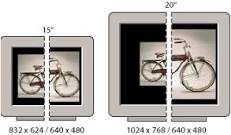 15"
20"
832 x 624 / 640 x 480
1024 x 768 / 640 x 480